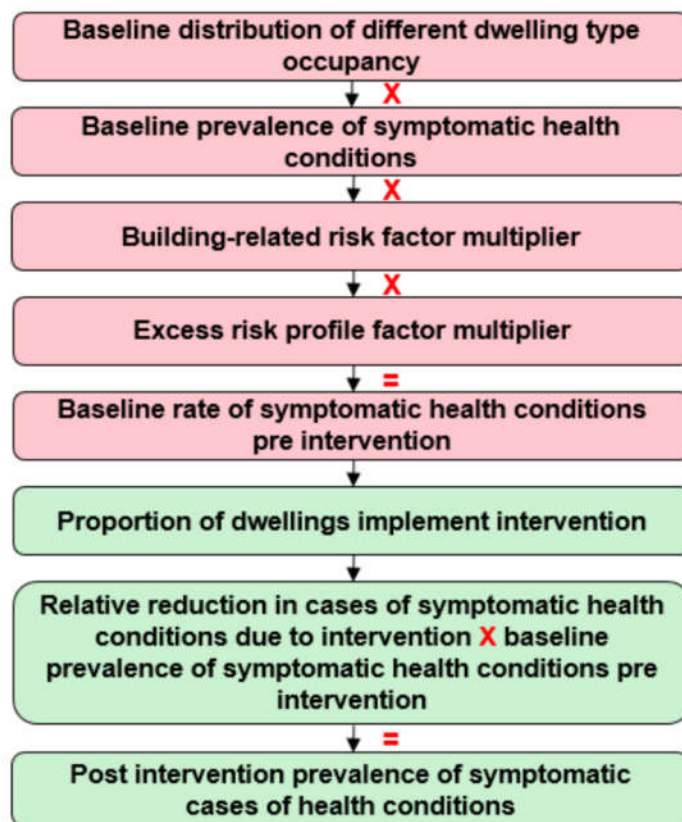 Baseline distribution of different dwelling type
occupancy
X
Baseline prevalence of symptomatic health
conditions
X
Building-related risk factor multiplier
X
Excess risk profile factor multiplier
=
Baseline rate of symptomatic health conditions
pre intervention
Proportion of dwellings implement intervention
Relative reduction in cases of symptomatic health
conditions due to intervention X baseline
prevalence of symptomatic health conditions pre
intervention
=
Post intervention prevalence of symptomatic
cases of health conditions